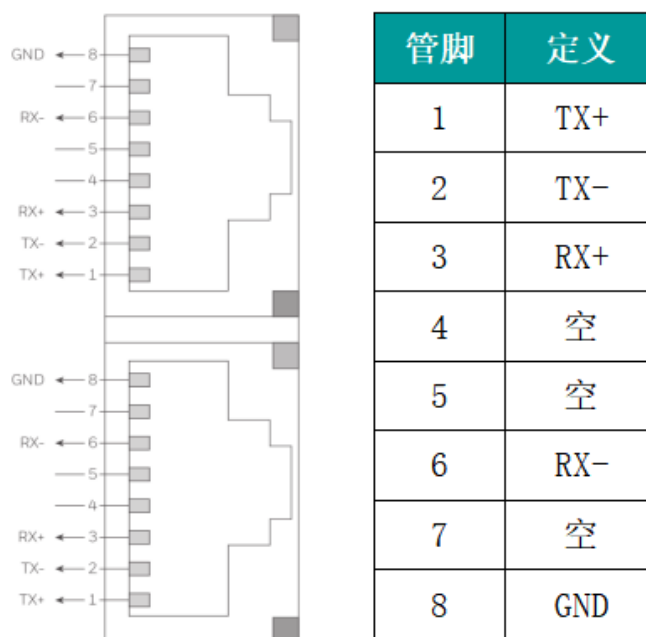 GND 8
7
RX- 6
5
4
RX+ 3
TX- 2
TX+ 1
GND 8
7
RX- 6
5
4
RX+ 3
TX- 2
TX+ 1
管脚 定义
1 TX+
2 TX-
3 RX+
4 空
5 空
6 RX-
7 空
8 GND